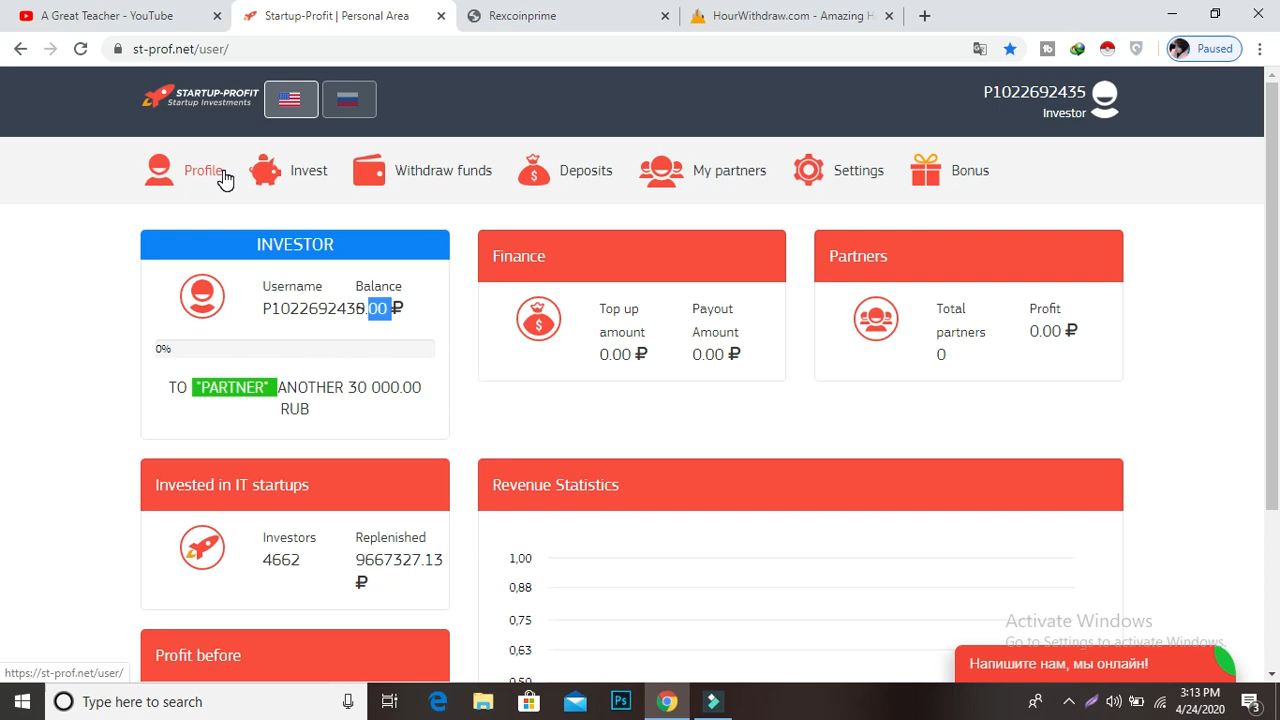 A Great Teacher - YouTube
Startup-Profit | Personal Area
Rexcoinprime
HourWithdraw.com - Amazing H
st-prof.net/user/
Paused
STARTUP-PROFIT
Startup Investments
P1022692435
Investor
Profile
Invest
Withdraw funds
Deposits
My partners
Settings
Bonus
INVESTOR
Username
Balance
P1022692435
.00 ₽
0%
TO "PARTNER" ANOTHER 30 000.00
RUB
Finance
Top up
amount
0.00 ₽
Payout
Amount
0.00 ₽
Partners
Total
partners
0
Profit
0.00 ₽
Invested in IT startups
Investors
4662
Replenished
9667327.13
₽
Revenue Statistics
1,00
0,88
0,75
0,63
0,50
Profit before
Activate Windows
Go to Settings to activate Windows.
Напишите нам, мы онлайн!
https://st-prof.net/user/
Type here to search
Ps
3:13 PM
4/24/2020
3